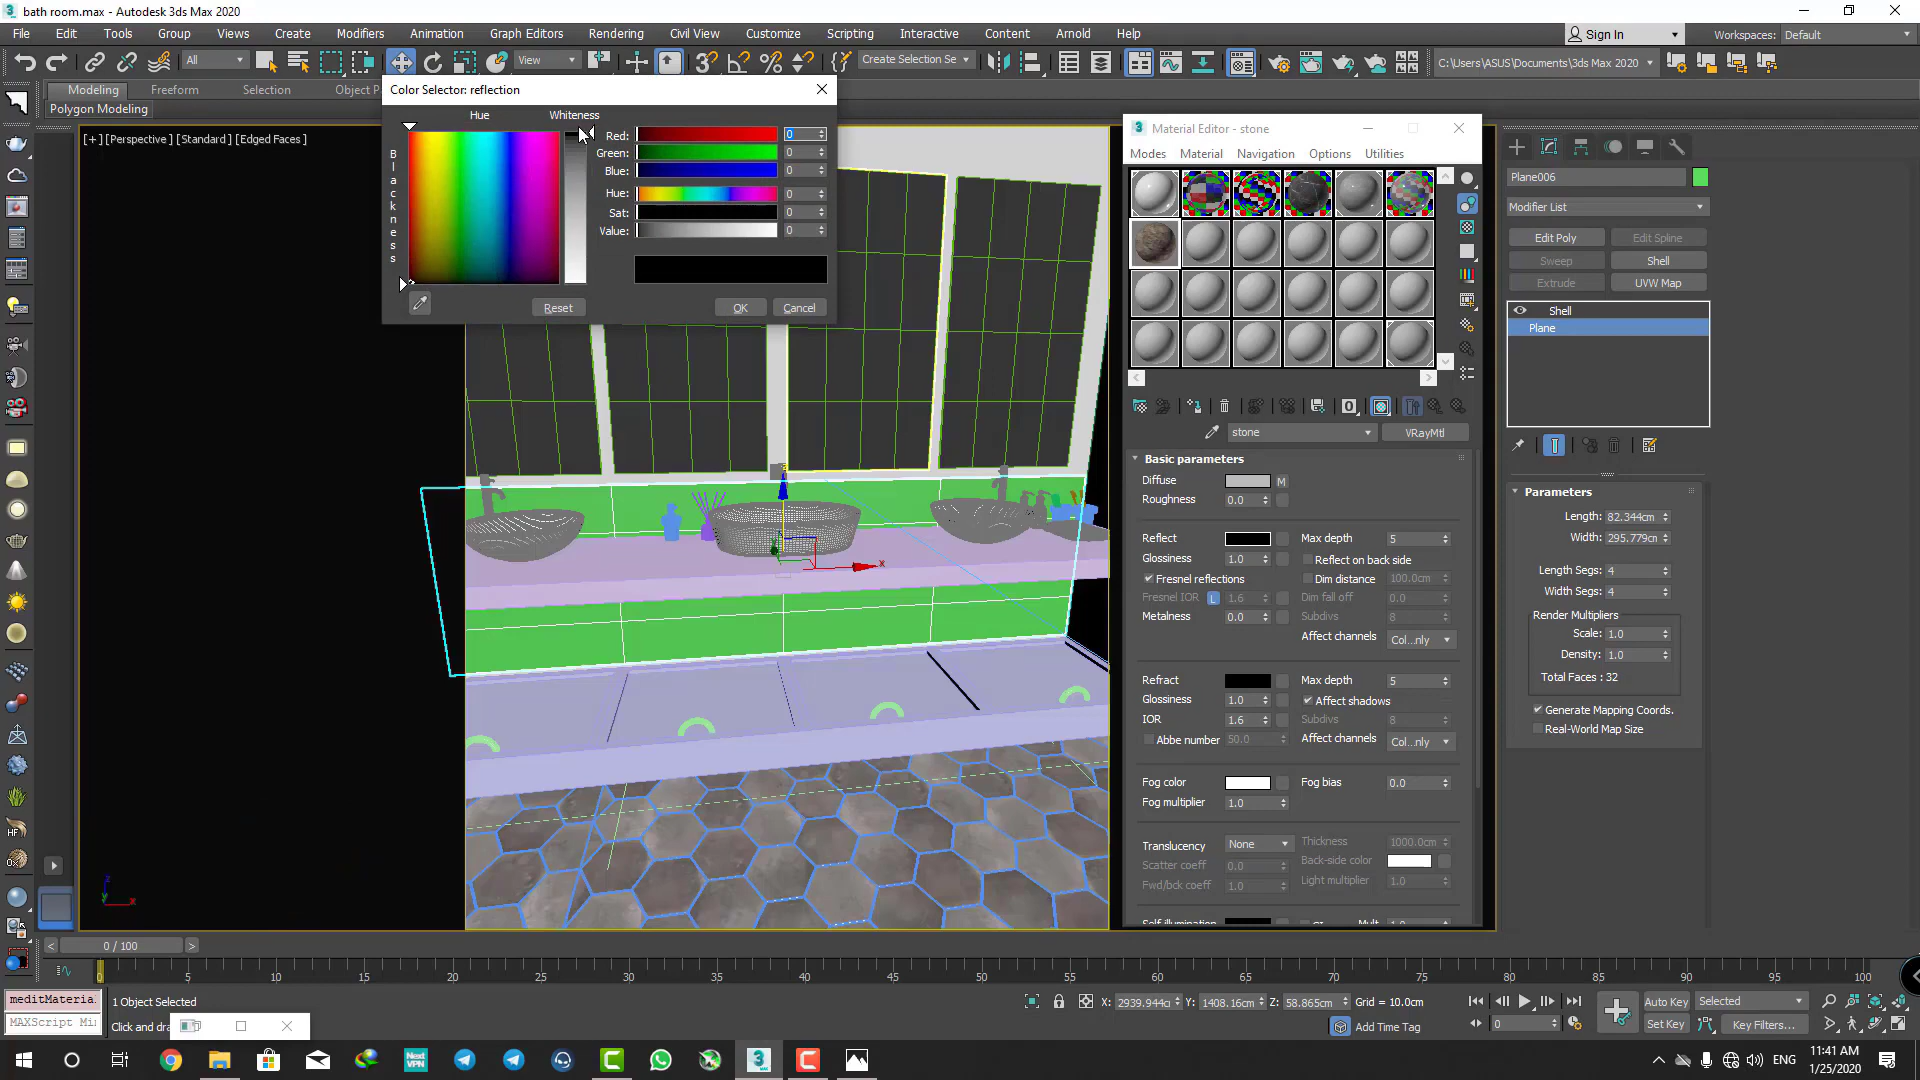 bath room.max - Autodesk 3ds Max 2020
File Edit Tools Group Views Create Modifiers Animation Graph Editors Rendering Civil View Customize Scripting Interactive Content Arnold Help
Sign In
Workspaces: Default
All
View
Create Selection Se
C:\Users\ASUS\Documents\3ds Max 2020
Modeling Freeform Selection Object P
Polygon Modeling
[+] [Perspective] [Standard] [Edged Faces]
Color Selector: reflection
Hue Whiteness
Blackness
Red: 0
Green: 0
Blue: 0
Hue: 0
Sat: 0
Value: 0
Reset OK Cancel
Material Editor - stone
Modes Material Navigation Options Utilities
stone VRayMtl
Basic parameters
Diffuse M
Roughness 0.0
Reflect Max depth 5
Glossiness 1.0 Reflect on back side
Fresnel reflections Dim distance 100.0cm
Fresnel IOR L 1.6 Dim fall off 0.0
Metalness 0.0 Subdivs 8
Affect channels Col...nly
Refract Max depth 5
Glossiness 1.0 Affect shadows
IOR 1.6 Subdivs 8
Abbe number 50.0 Affect channels Col...nly
Fog color Fog bias 0.0
Fog multiplier 1.0
Translucency None Thickness 1000.0cm
Scatter coeff 0.0 Back-side color
Fwd/bck coeff 1.0 Light multiplier 1.0
Plane006
Modifier List
Edit Poly Edit Spline
Sweep Shell
Extrude UVW Map
Shell
Plane
Parameters
Length: 82.344cm
Width: 295.779cm
Length Segs: 4
Width Segs: 4
Render Multipliers
Scale: 1.0
Density: 1.0
Total Faces : 32
Generate Mapping Coords.
Real-World Map Size
x
HF
0 / 100
0 5 10 15 20 25 30 35 40 45 50 55 60 65 70 75 80 85 90 95 100
meditMaterial
MAXScript Mi
1 Object Selected
Click and dra
X: 2939.944c Y: 1408.16cm Z: 58.865cm Grid = 10.0cm
Add Time Tag
0
Auto Key Selected
Set Key Key Filters...
Next VPN
3 MAX
ENG
11:41 AM
1/25/2020